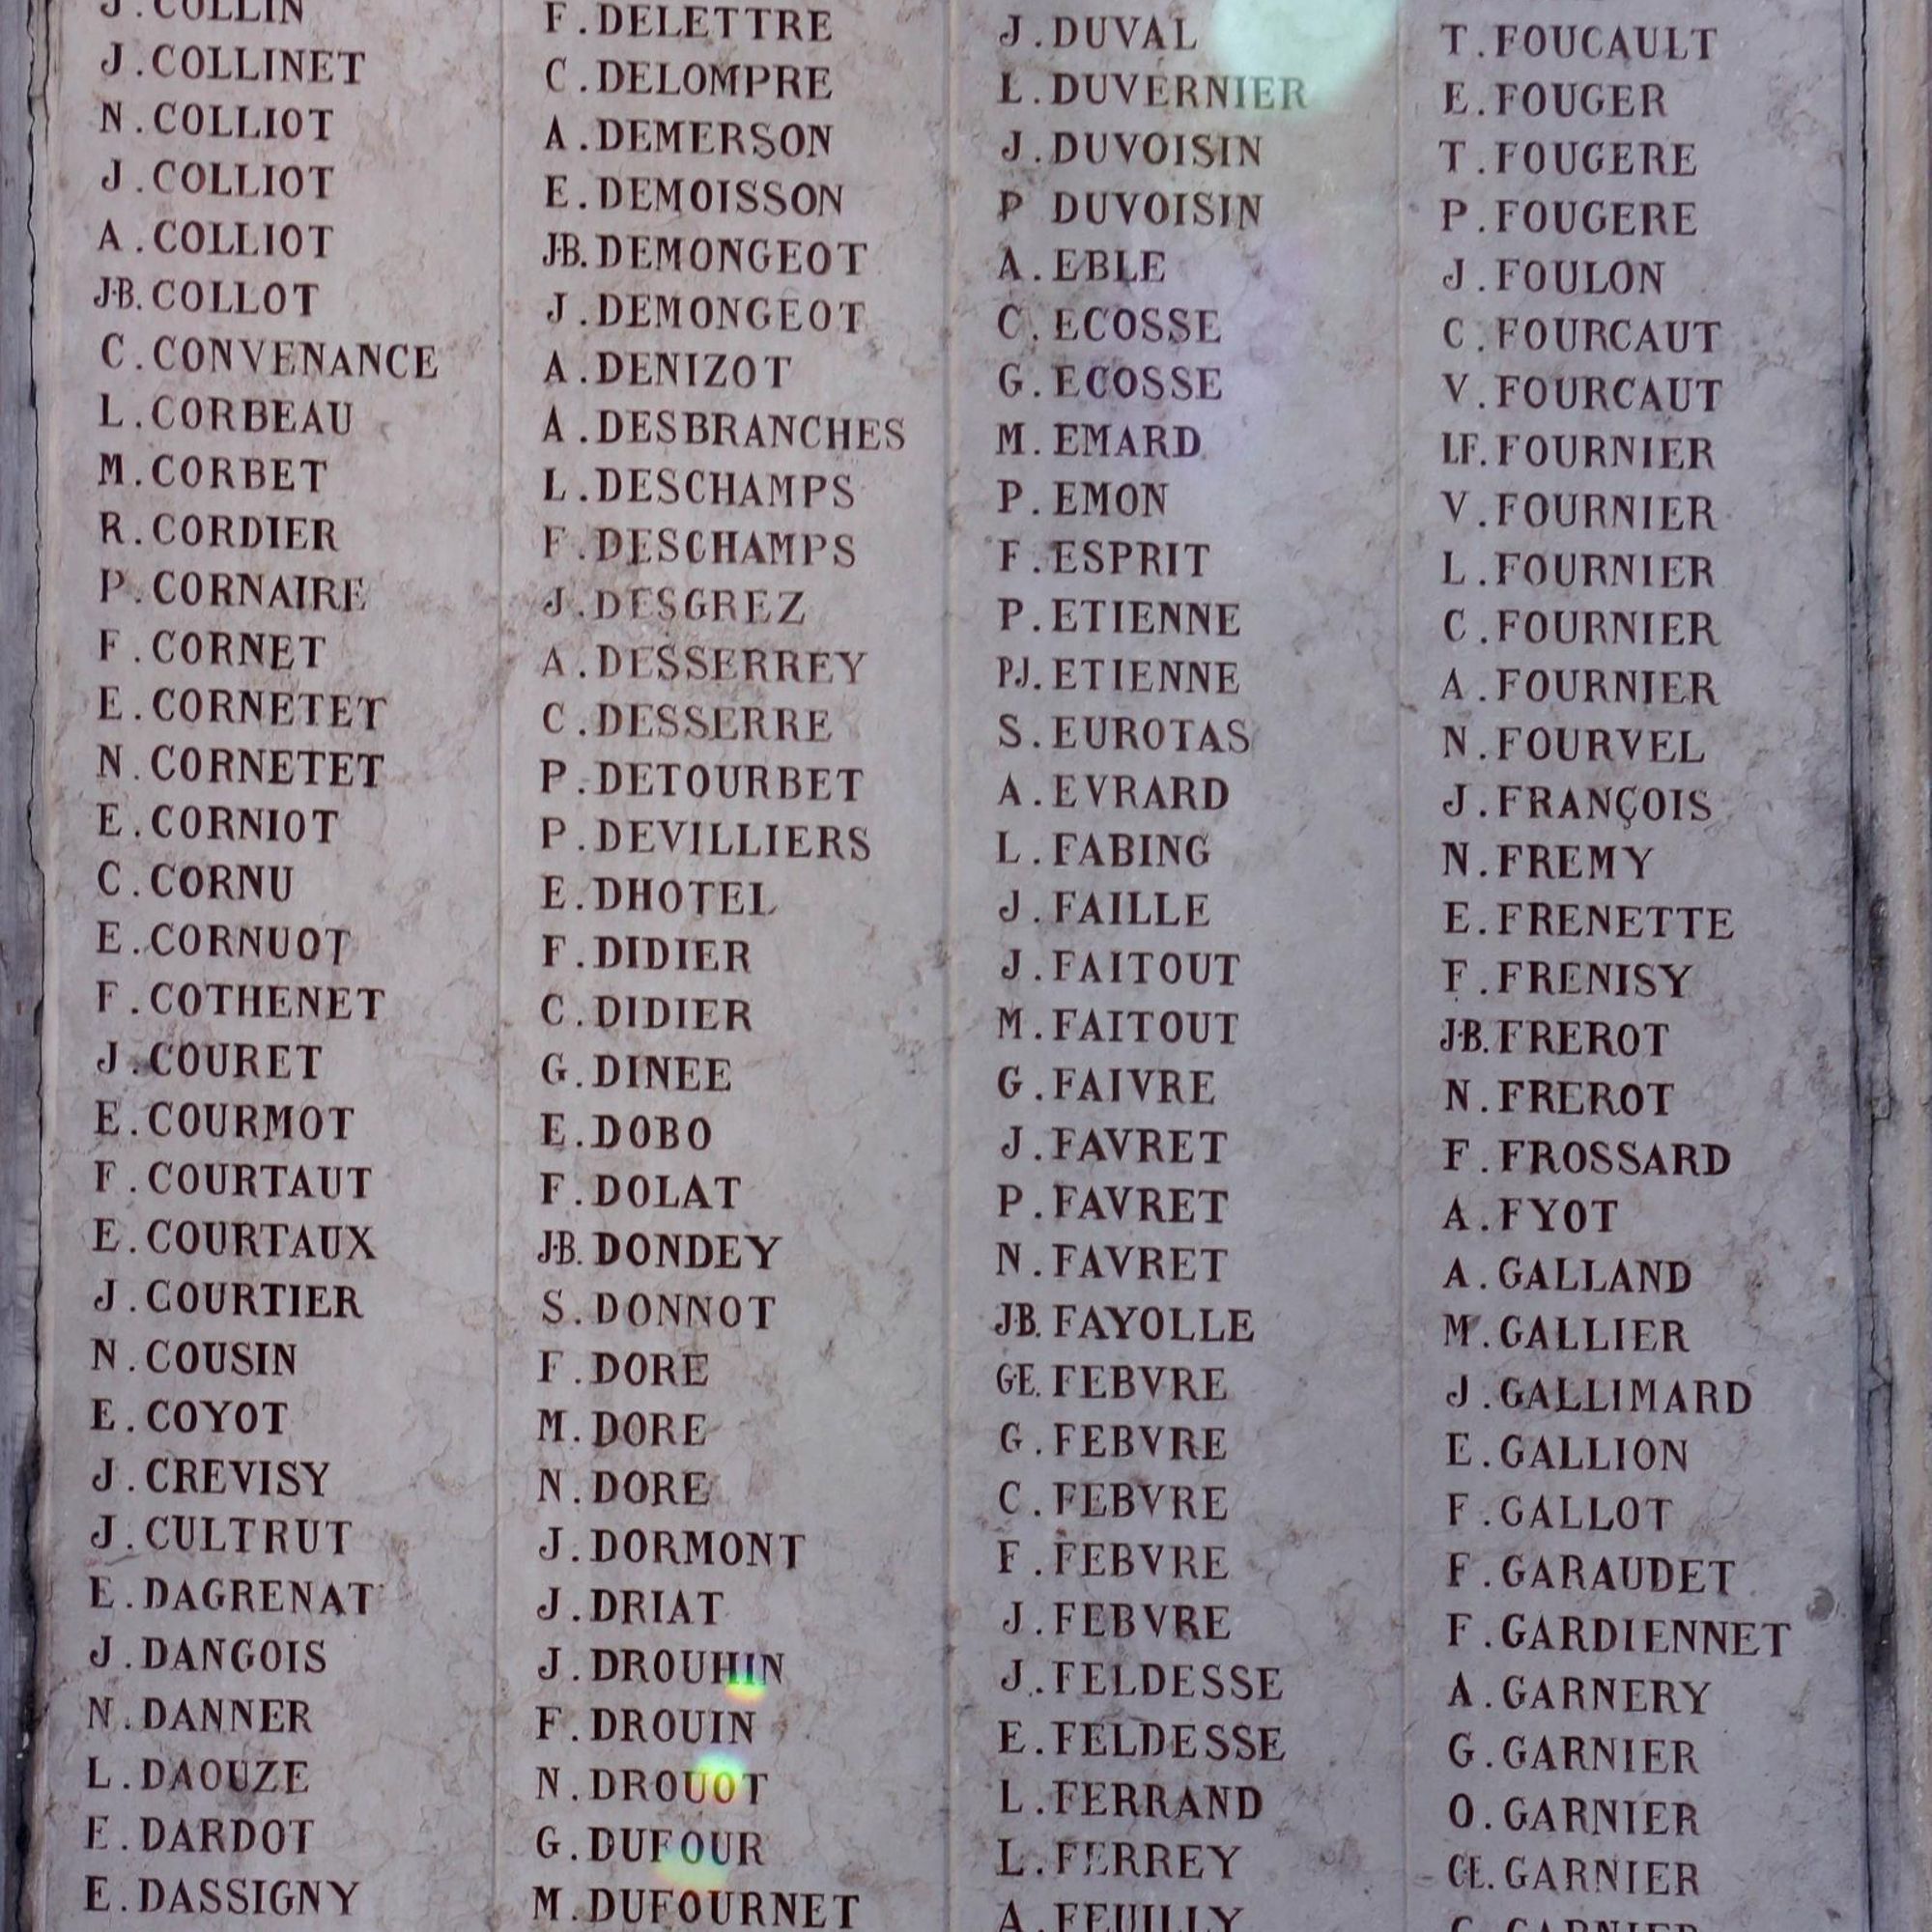 J.COLLIN
J.COLLINET
N.COLLIOT
J.COLLIOT
A.COLLIOT
J-B.COLLOT
C.CONVENANCE
L.CORBEAU
M.CORBET
R.CORDIER
P.CORNAIRE
F.CORNET
E.CORNETET
N.CORNETET
E.CORNIOT
C.CORNU
E.CORNUOT
F.COTHENET
J.COURET
E.COURMOT
F.COURTAUT
E.COURTAUX
J.COURTIER
N.COUSIN
E.COYOT
J.CREVISY
J.CULTRUT
E.DAGRENAT
J.DANGOIS
N.DANNER
L.DAOUZE
E.DARDOT
E.DASSIGNY
F.DELETTRE
C.DELOMPRE
A.DEMERSON
E.DEMOISSON
J-B.DEMONGEOT
J.DEMONGEOT
A.DENIZOT
A.DESBRANCHES
L.DESCHAMPS
F.DESCHAMPS
J.DESGREZ
A.DESSERREY
C.DESSERRE
P.DETOURBET
P.DEVILLIERS
E.DHOTEL
F.DIDIER
C.DIDIER
G.DINEE
E.DOBO
F.DOLAT
J-B.DONDEY
S.DONNOT
F.DORE
M.DORE
N.DORE
J.DORMONT
J.DRIAT
J.DROUHIN
F.DROUIN
N.DROUOT
G.DUFOUR
M.DUFOURNET
J.DUVAL
L.DUVERNIER
J.DUVOISIN
P DUVOISIN
A.EBLE
C.ECOSSE
G.ECOSSE
M.EMARD
P.EMON
F.ESPRIT
P.ETIENNE
PJ.ETIENNE
S.EUROTAS
A.EVRARD
L.FABING
J.FAILLE
J.FAITOUT
M.FAITOUT
G.FAIVRE
J.FAVRET
P.FAVRET
N.FAVRET
J-B.FAYOLLE
GE.FEBVRE
G.FEBVRE
C.FEBVRE
F.FEBVRE
J.FEBVRE
J.FELDESSE
E.FELDESSE
L.FERRAND
L.FERREY
A.FEUILLY
T.FOUCAULT
E.FOUGER
T.FOUGERE
P.FOUGERE
J.FOULON
C.FOURCAUT
V.FOURCAUT
LF.FOURNIER
V.FOURNIER
L.FOURNIER
C.FOURNIER
A.FOURNIER
N.FOURVEL
J.FRANÇOIS
N.FREMY
E.FRENETTE
F.FRENISY
J-B.FREROT
N.FREROT
F.FROSSARD
A.FYOT
A.GALLAND
M.GALLIER
J.GALLIMARD
E.GALLION
F.GALLOT
F.GARAUDET
F.GARDIENNET
A.GARNERY
G.GARNIER
O.GARNIER
CE.GARNIER